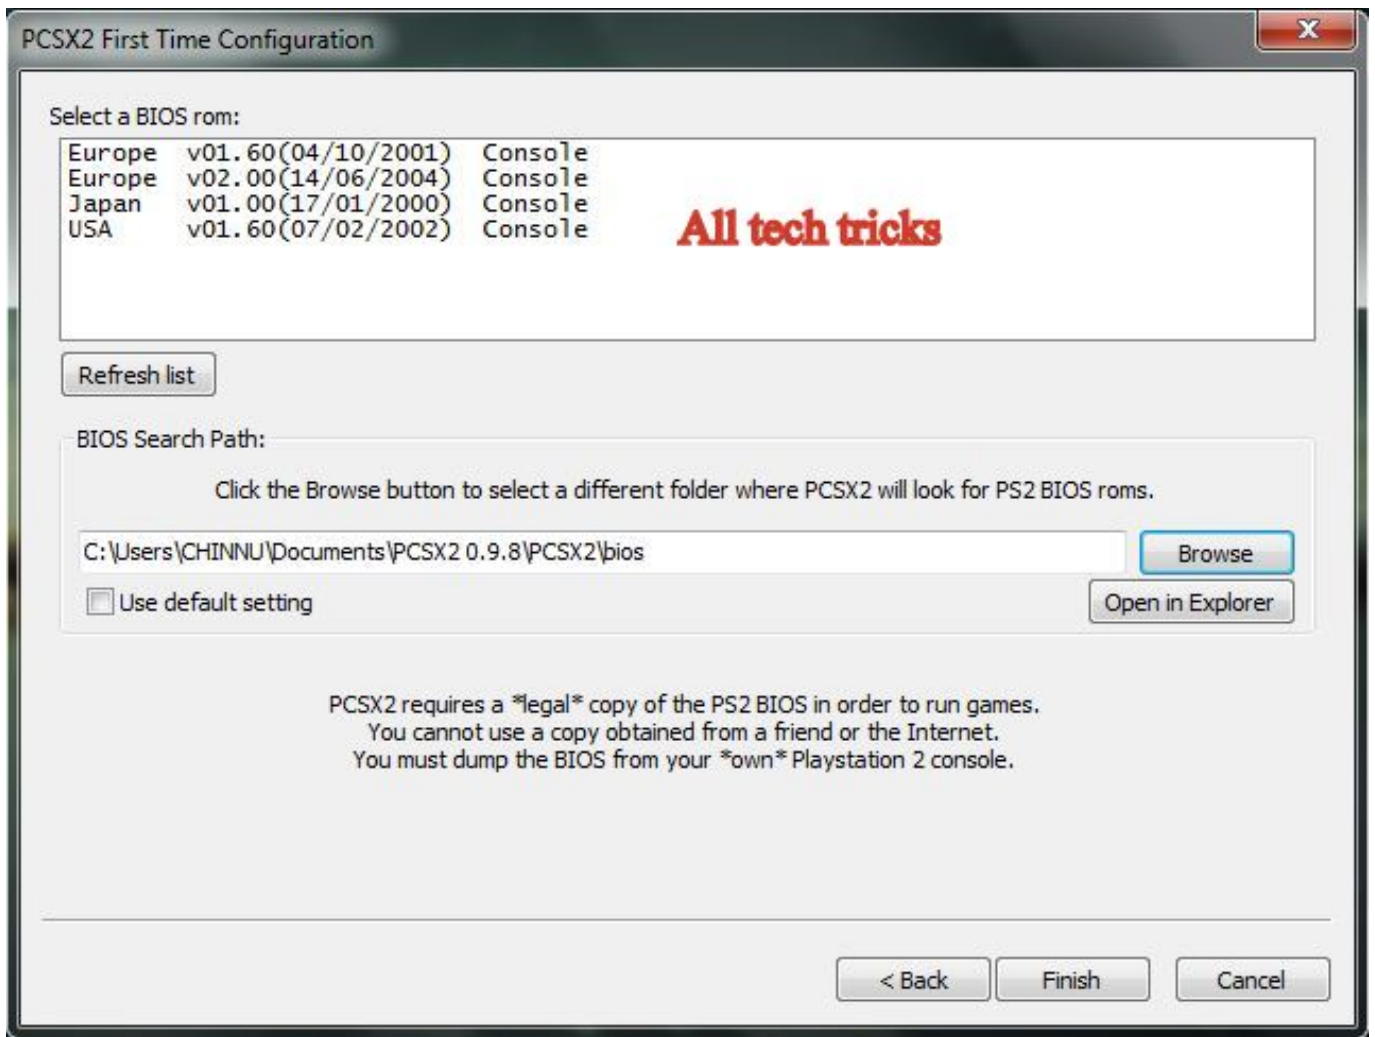 PCSX2 First Time Configuration
Select a BIOS rom:
Europe v01.60(04/10/2001) Console
Europe v02.00(14/06/2004) Console
Japan v01.00(17/01/2000) Console
USA v01.60(07/02/2002) Console
All tech tricks
Refresh list
BIOS Search Path:
Click the Browse button to select a different folder where PCSX2 will look for PS2 BIOS roms.
C:\Users\CHINNU\Documents\PCSX2 0.9.8\PCSX2\bios
Browse
Use default setting
Open in Explorer
PCSX2 requires a *legal* copy of the PS2 BIOS in order to run games.
You cannot use a copy obtained from a friend or the Internet.
You must dump the BIOS from your *own* Playstation 2 console.
< Back
Finish
Cancel